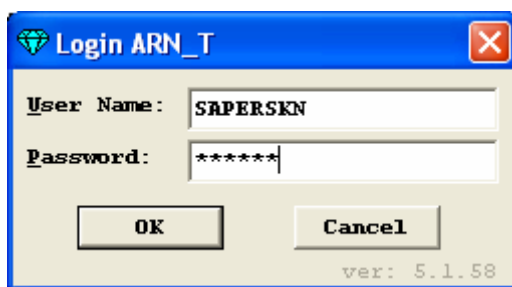 Login ARN_T
User Name: SAPERSKN
Password: ******
OK Cancel
ver: 5.1.58